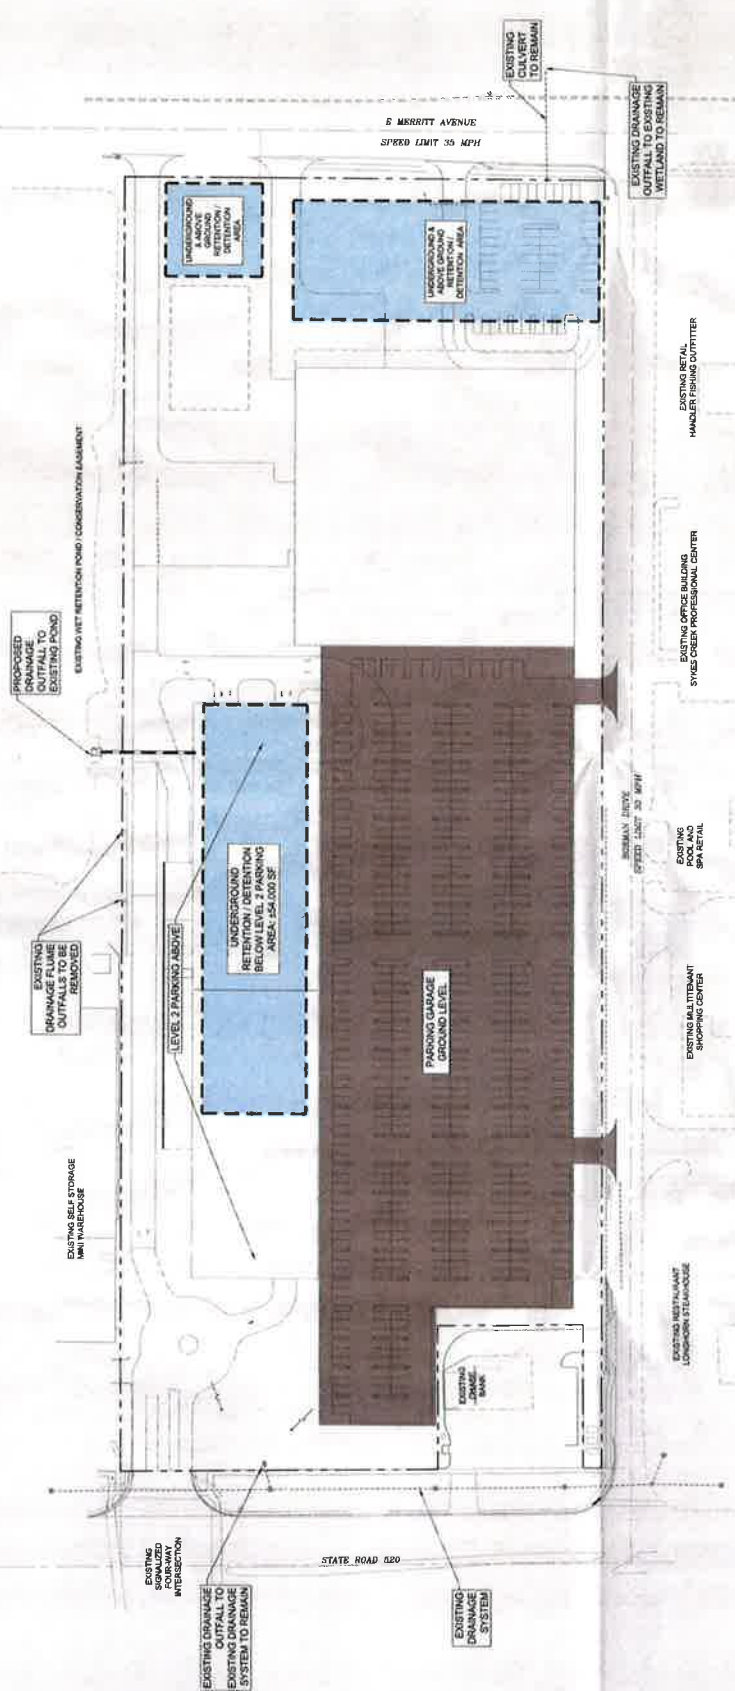 EXISTING
CULVERT
TO REMAIN
E MERRITT AVENUE
SPEED LIMIT 35 MPH
EXISTING DRAINAGE
OUTFALL TO EXISTING
WETLAND TO REMAIN
UNDERGROUND
& ABOVE
GROUND
RETENTION /
DETENTION
AREA
UNDERGROUND &
ABOVE GROUND
RETENTION /
DETENTION AREA
EXISTING RETAIL
HANDLER FISHING OUTFITTER
EXISTING WET RETENTION POND / CONSERVATION EASEMENT
PROPOSED
DRAINAGE
OUTFALL TO
EXISTING POND
EXISTING OFFICE BUILDING
SYKES CREEK PROFESSIONAL CENTER
BORMAN DRIVE
SPEED LIMIT 30 MPH
EXISTING
POOL AND
SPA RETAIL
EXISTING
DRAINAGE FLUME
OUTFALLS TO BE
REMOVED
LEVEL 2 PARKING ABOVE
UNDERGROUND
RETENTION / DETENTION
BELOW LEVEL 2 PARKING
AREA: ±54,000 SF
PARKING GARAGE
GROUND LEVEL
EXISTING MULTITENANT
SHOPPING CENTER
EXISTING SELF STORAGE
MINI WAREHOUSE
EXISTING RESTAURANT
LONGHORN STEAKHOUSE
EXISTING
CHASE
BANK
EXISTING
SIGNALIZED
FOUR-WAY
INTERSECTION
STATE ROAD 520
EXISTING DRAINAGE
OUTFALL TO
EXISTING DRAINAGE
SYSTEM TO REMAIN
EXISTING
DRAINAGE
SYSTEM